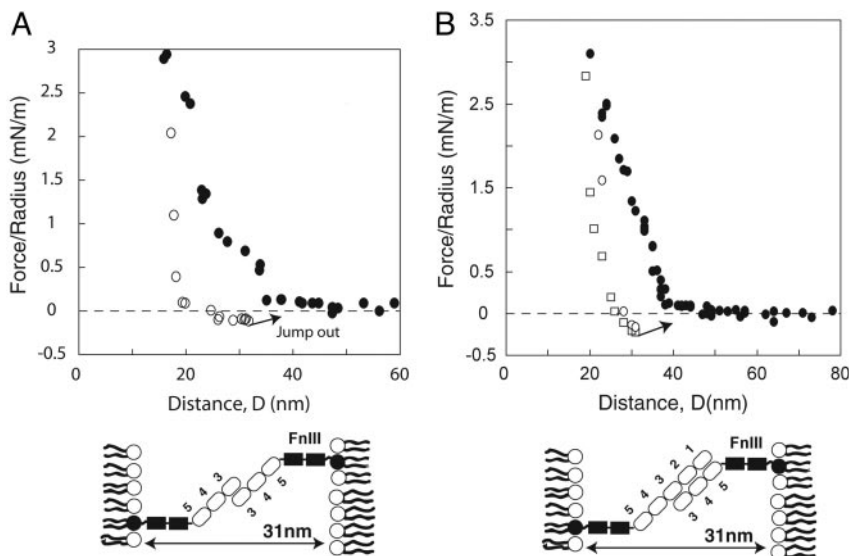 A
3
2.5
2
1.5
1
0.5
0
-0.5
Force/Radius (mN/m)
Jump out
0 20 40 60
Distance, D (nm)
FnIII
5 4 3
3 4 5
31nm
B
3.5
3
2.5
2
1.5
1
0.5
0
-0.5
Force/Radius (mN/m)
0 20 40 60 80
Distance, D(nm)
FnIII
5 4 3 2 1
3 4 5
31nm